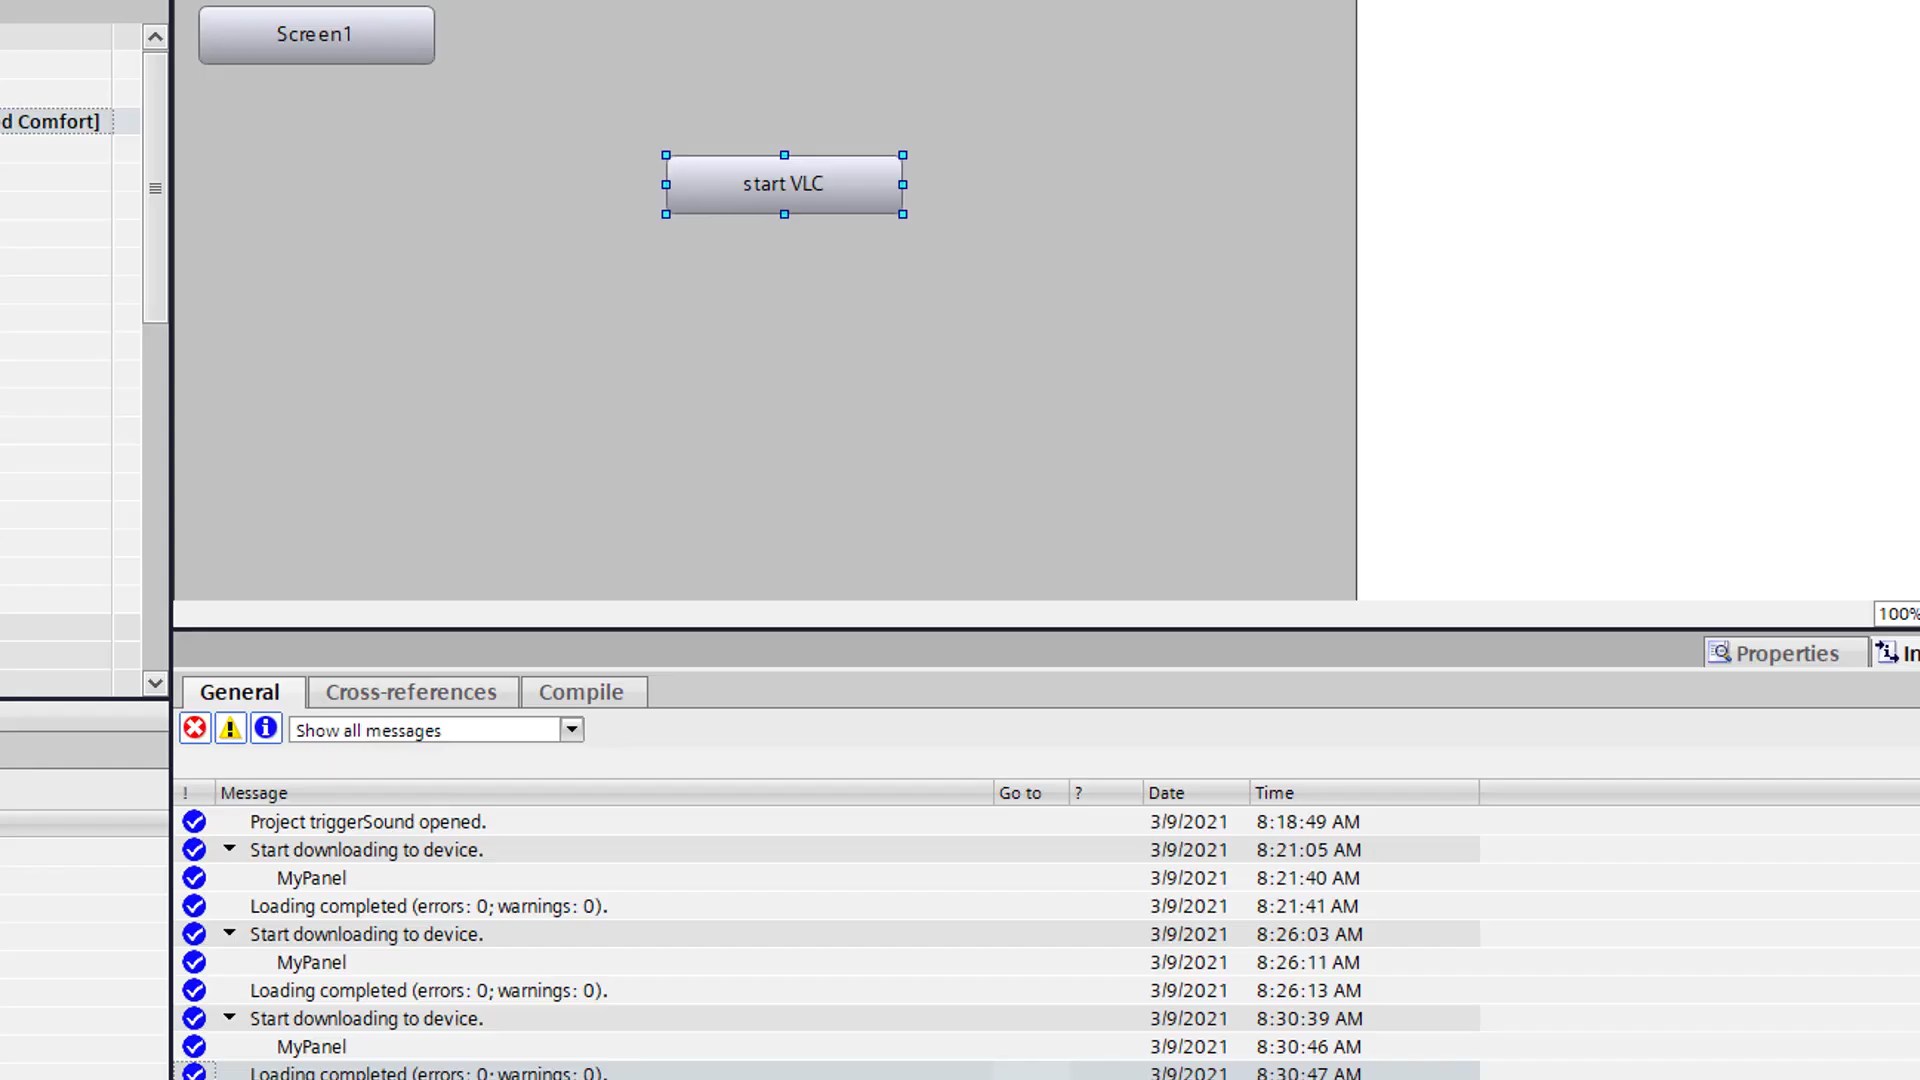 Screen1
d Comfort]
start VLC
100%
Properties
In
General Cross-references Compile
Show all messages
! Message Go to ? Date Time
Project triggerSound opened. 3/9/2021 8:18:49 AM
Start downloading to device. 3/9/2021 8:21:05 AM
MyPanel 3/9/2021 8:21:40 AM
Loading completed (errors: 0; warnings: 0). 3/9/2021 8:21:41 AM
Start downloading to device. 3/9/2021 8:26:03 AM
MyPanel 3/9/2021 8:26:11 AM
Loading completed (errors: 0; warnings: 0). 3/9/2021 8:26:13 AM
Start downloading to device. 3/9/2021 8:30:39 AM
MyPanel 3/9/2021 8:30:46 AM
Loading completed (errors: 0; warnings: 0). 3/9/2021 8:30:47 AM